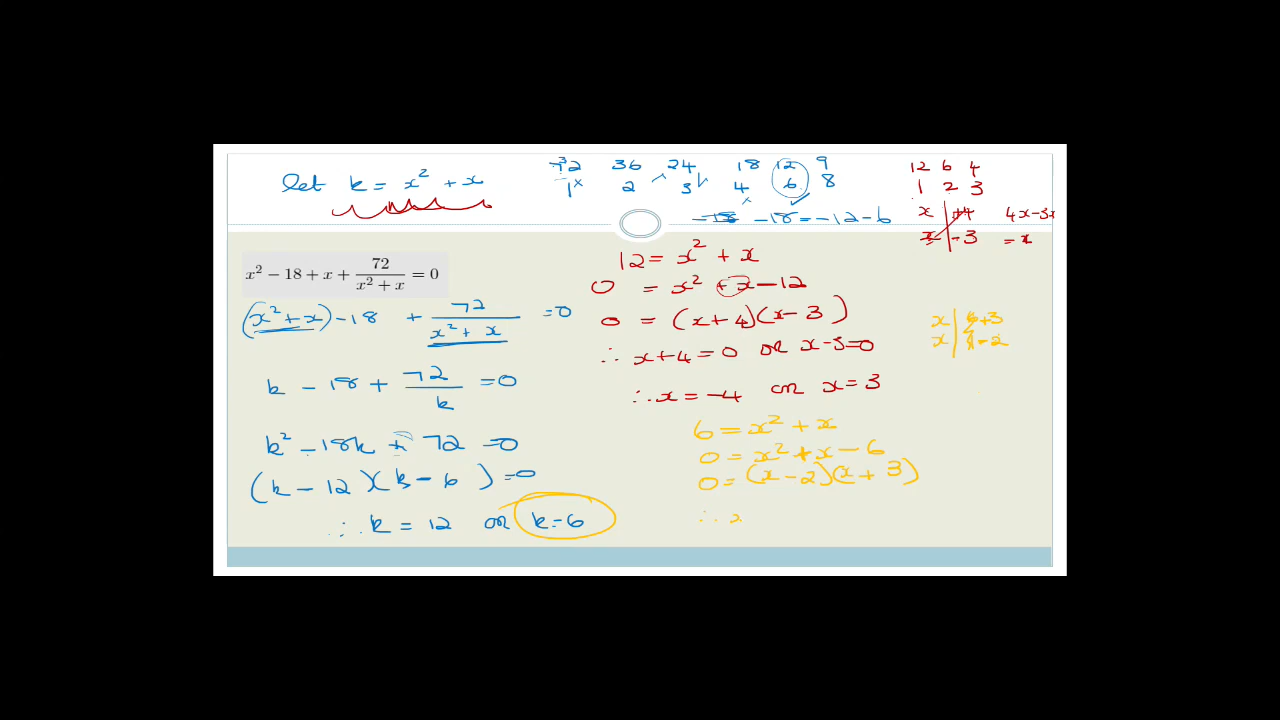 let k = x² + x
72 36 24 18 12 9
1 2 3 4 6 8
-18 = -12 - 6
12 6 4
1 2 3
x | +4 4x - 3x
x | -3 = x
x² − 18 + x + 72/(x² + x) = 0
(x² + x) - 18 + 72/(x² + x) = 0
k - 18 + 72/k = 0
k² - 18k + 72 = 0
(k - 12)(k - 6) = 0
∴ k = 12 or k = 6
12 = x² + x
0 = x² + x - 12
0 = (x + 4)(x - 3)
∴ x + 4 = 0 or x - 3 = 0
∴ x = -4 or x = 3
x | +3
x | -2
6 = x² + x
0 = x² + x - 6
0 = (x - 2)(x + 3)
∴